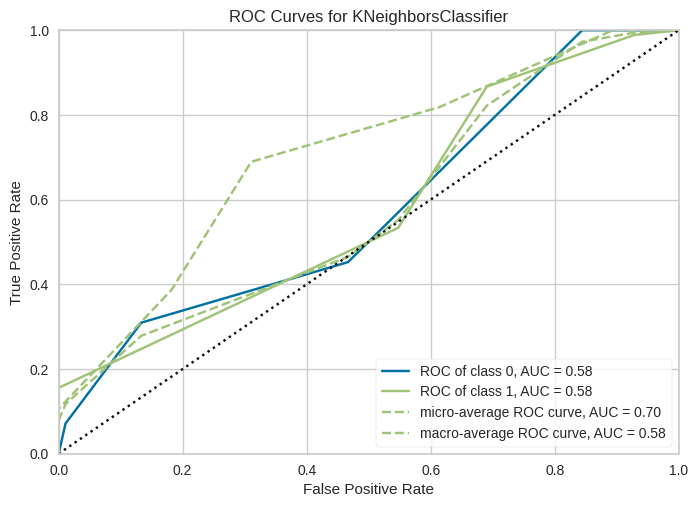 ROC Curves for KNeighborsClassifier
True Positive Rate
1.0
0.8
0.6
0.4
0.2
0.0
ROC of class 0, AUC = 0.58
ROC of class 1, AUC = 0.58
micro-average ROC curve, AUC = 0.70
macro-average ROC curve, AUC = 0.58
0.0 0.2 0.4 0.6 0.8 1.0
False Positive Rate